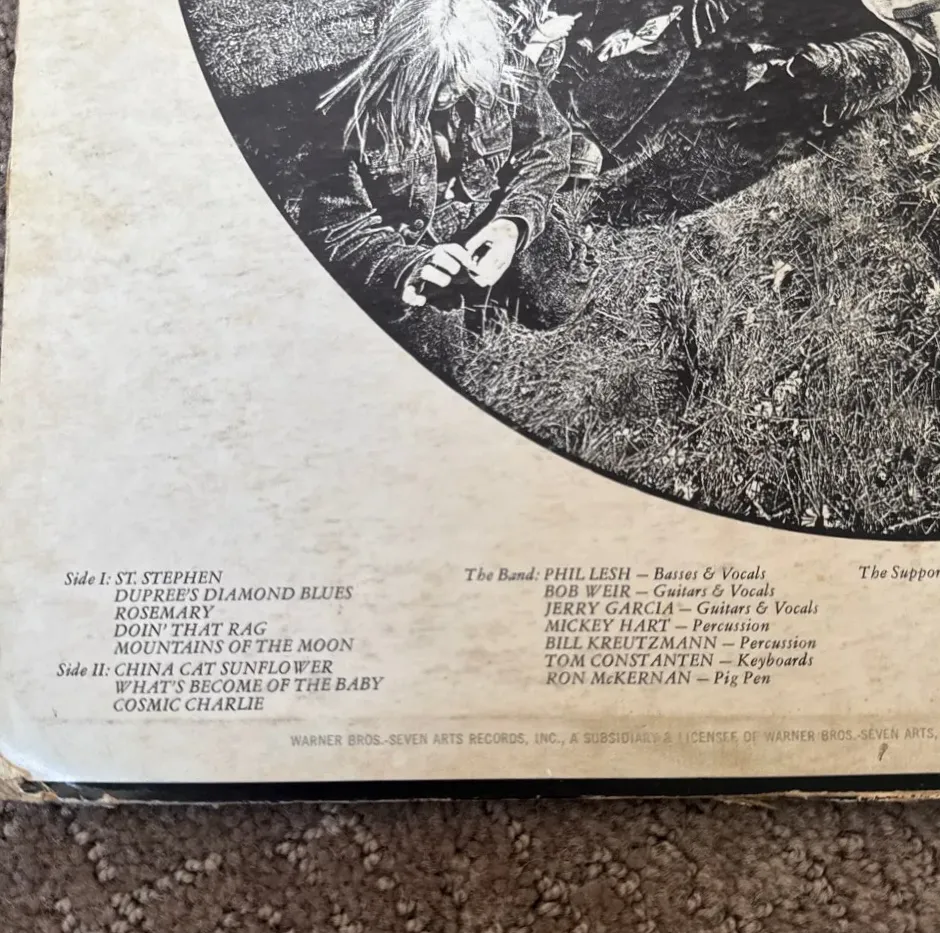 Side I: ST. STEPHEN
DUPREE'S DIAMOND BLUES
ROSEMARY
DOIN' THAT RAG
MOUNTAINS OF THE MOON
Side II: CHINA CAT SUNFLOWER
WHAT'S BECOME OF THE BABY
COSMIC CHARLIE
The Band: PHIL LESH – Basses & Vocals
BOB WEIR – Guitars & Vocals
JERRY GARCIA – Guitars & Vocals
MICKEY HART – Percussion
BILL KREUTZMANN – Percussion
TOM CONSTANTEN – Keyboards
RON McKERNAN – Pig Pen
The Suppor
WARNER BROS.-SEVEN ARTS RECORDS, INC., A SUBSIDIARY & LICENSEE OF WARNER BROS.-SEVEN ARTS,